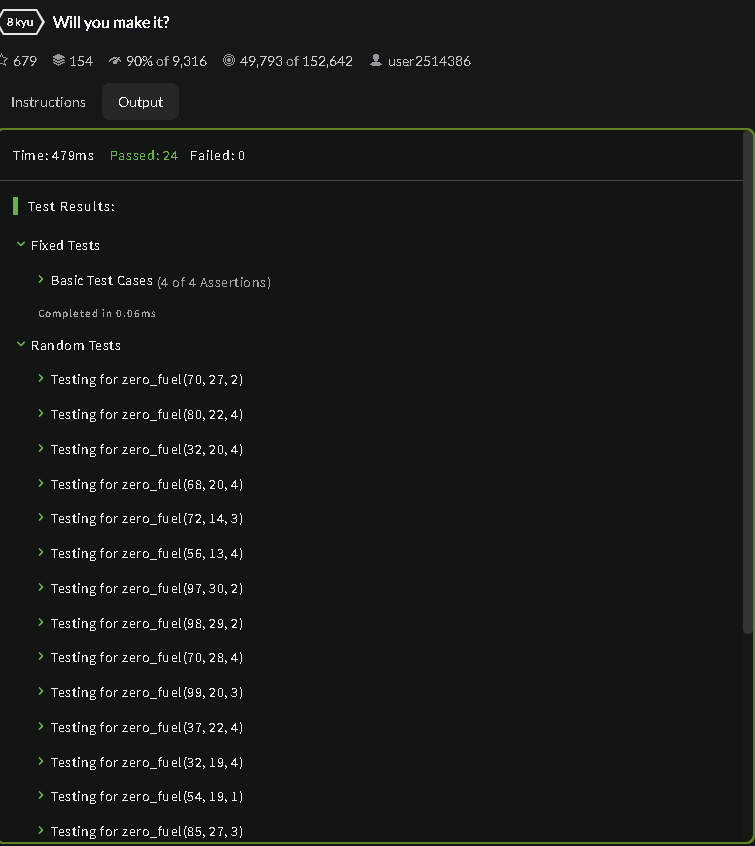 8 kyu Will you make it?
679 154 90% of 9,316 49,793 of 152,642 user2514386
Instructions Output
Time: 479ms Passed: 24 Failed: 0
Test Results:
Fixed Tests
Basic Test Cases (4 of 4 Assertions)
Completed in 0.06ms
Random Tests
Testing for zero_fuel(70, 27, 2)
Testing for zero_fuel(80, 22, 4)
Testing for zero_fuel(32, 20, 4)
Testing for zero_fuel(68, 20, 4)
Testing for zero_fuel(72, 14, 3)
Testing for zero_fuel(56, 13, 4)
Testing for zero_fuel(97, 30, 2)
Testing for zero_fuel(98, 29, 2)
Testing for zero_fuel(70, 28, 4)
Testing for zero_fuel(99, 20, 3)
Testing for zero_fuel(37, 22, 4)
Testing for zero_fuel(32, 19, 4)
Testing for zero_fuel(54, 19, 1)
Testing for zero_fuel(85, 27, 3)